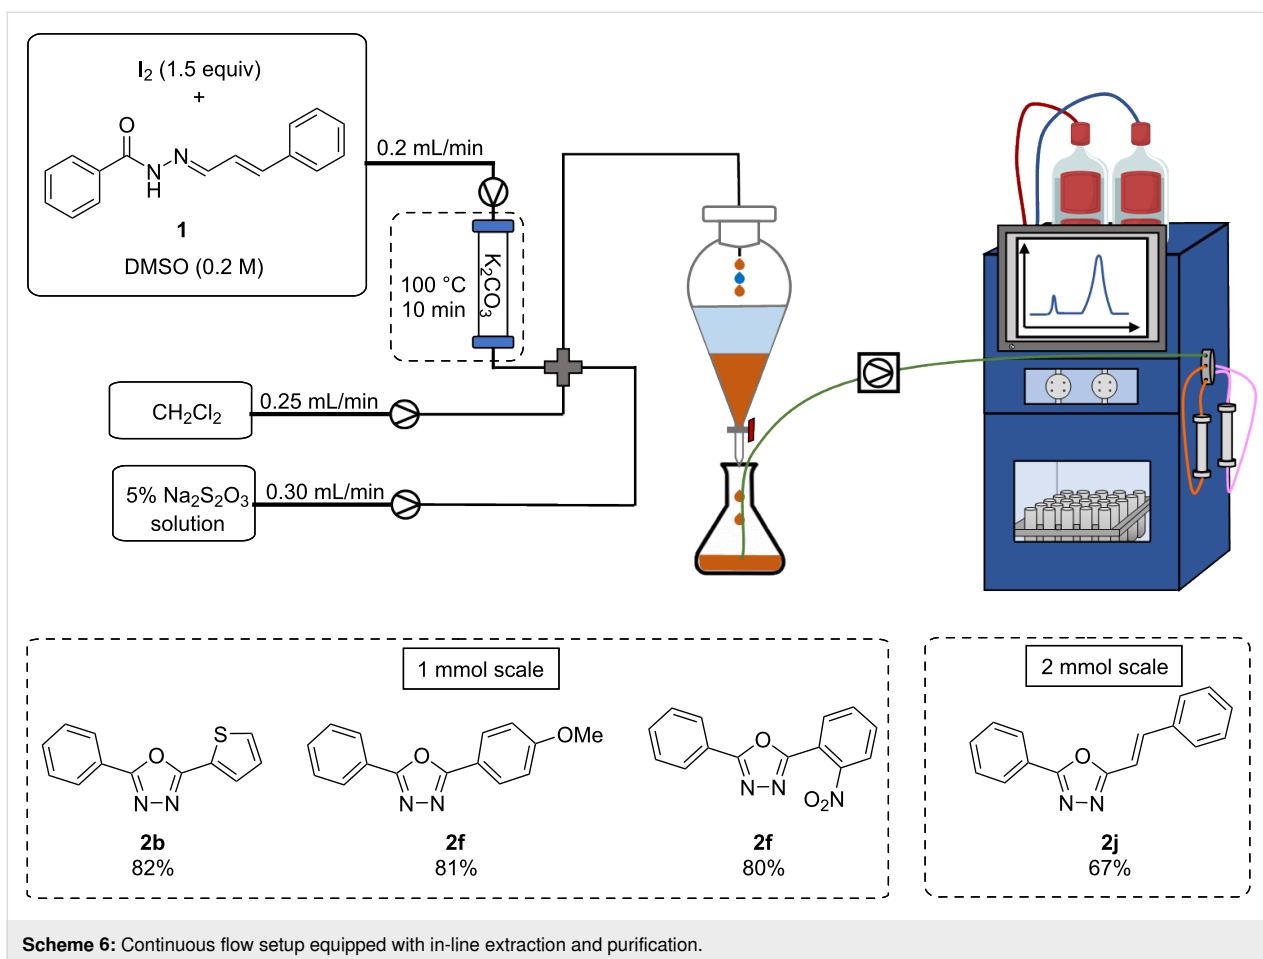 I2 (1.5 equiv)
+
O
N
N
H
1
DMSO (0.2 M)
0.2 mL/min
100 °C
10 min
K2CO3
CH2Cl2
0.25 mL/min
5% Na2S2O3
solution
0.30 mL/min
1 mmol scale
2 mmol scale
O
S
N N
2b
82%
O
OMe
N N
2f
81%
O
N N
O2N
2f
80%
O
N N
2j
67%
Scheme 6: Continuous flow setup equipped with in-line extraction and purification.